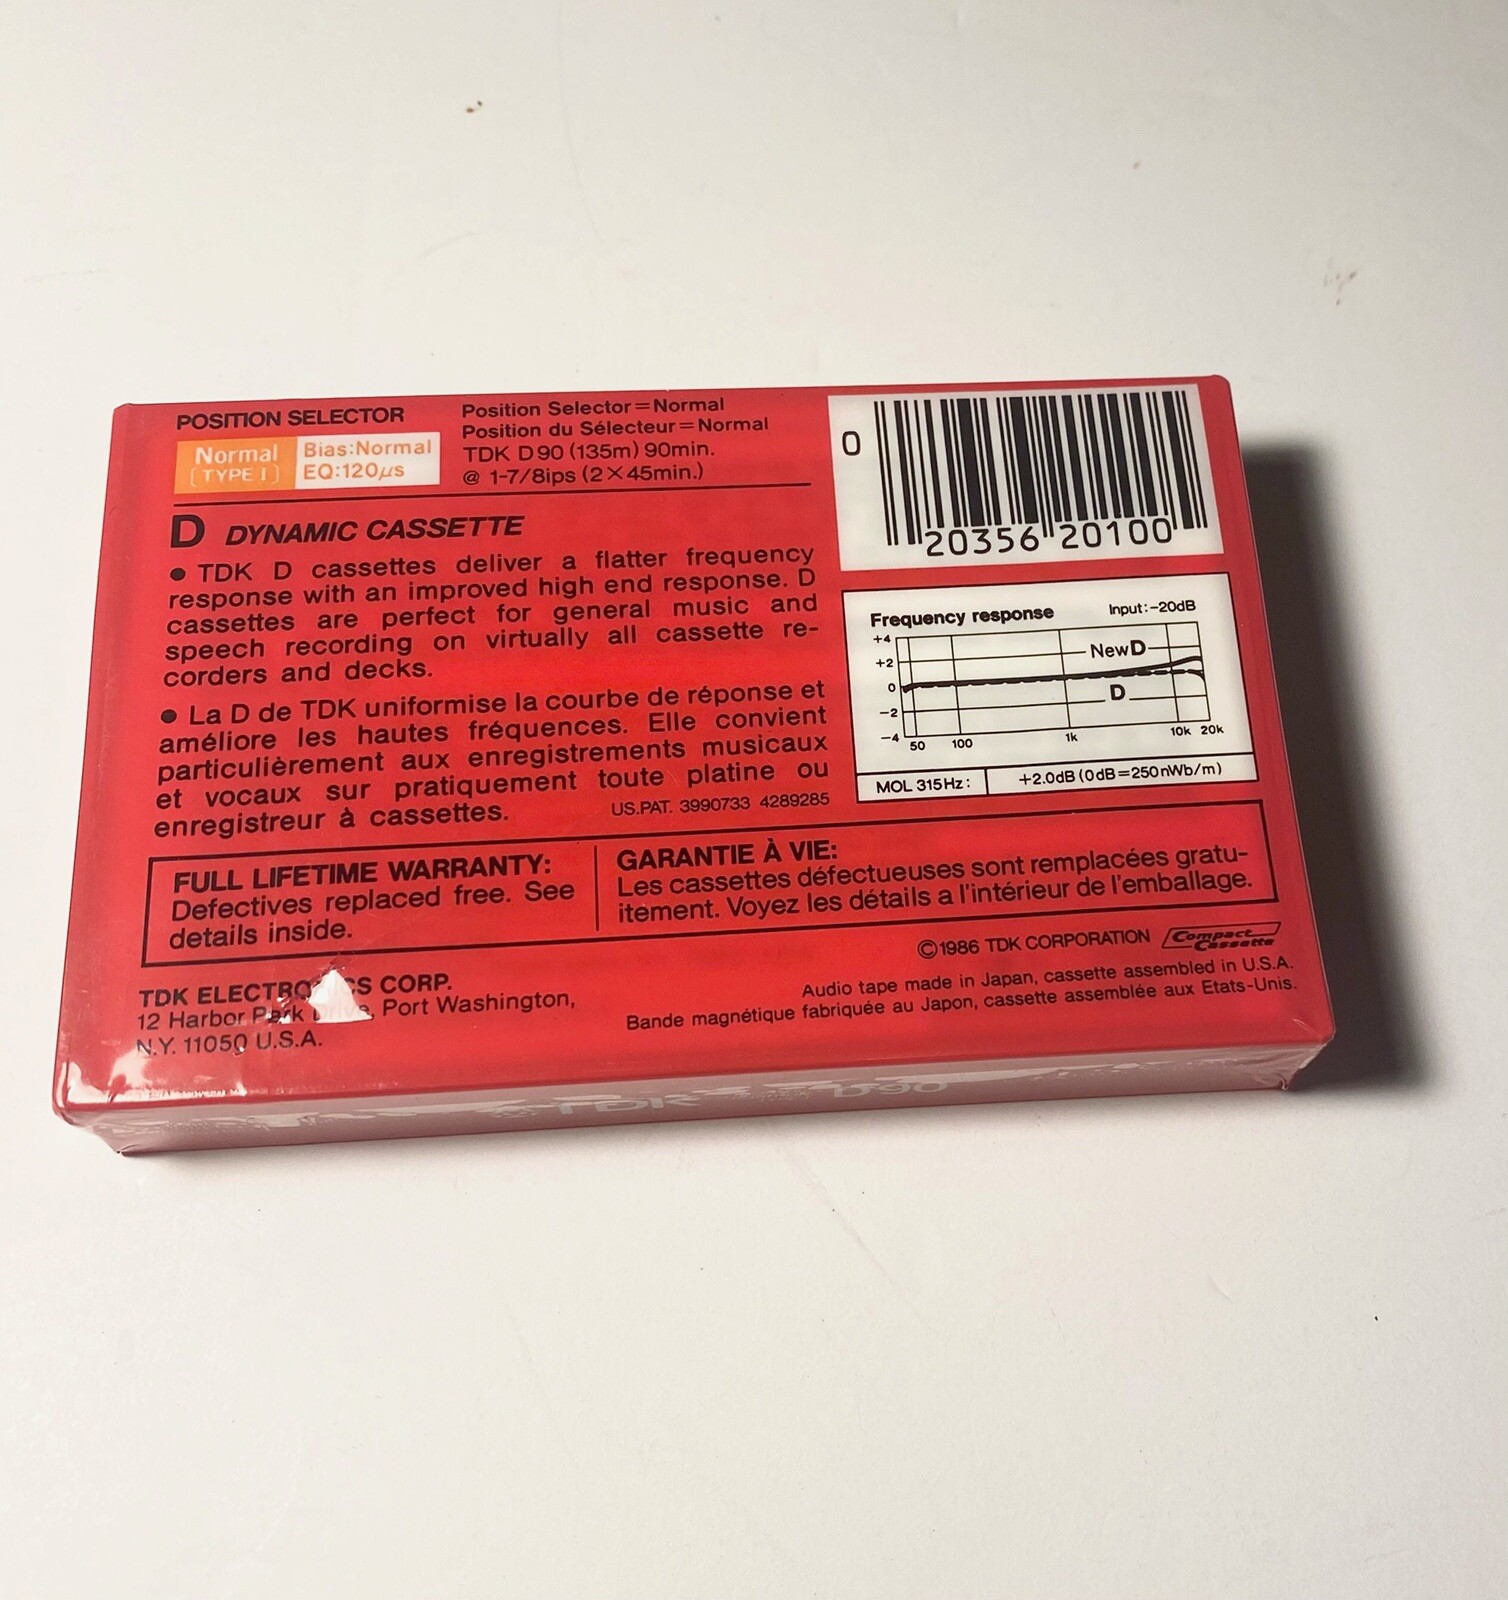 POSITION SELECTOR
Normal
[TYPE I]
Bias:Normal
EQ:120μs
Position Selector=Normal
Position du Sélecteur=Normal
TDK D90 (135m) 90min.
@ 1-7/8ips (2×45min.)
D DYNAMIC CASSETTE
● TDK D cassettes deliver a flatter frequency
response with an improved high end response. D
cassettes are perfect for general music and
speech recording on virtually all cassette re-
corders and decks.
● La D de TDK uniformise la courbe de réponse et
améliore les hautes fréquences. Elle convient
particulièrement aux enregistrements musicaux
et vocaux sur pratiquement toute platine ou
enregistreur à cassettes.
US.PAT. 3990733 4289285
0 20356 20100
Frequency response Input:-20dB
+4
+2
0
-2
-4
New D
D
50 100 1k 10k 20k
MOL 315Hz: +2.0dB (0dB=250nWb/m)
FULL LIFETIME WARRANTY:
Defectives replaced free. See
details inside.
GARANTIE À VIE:
Les cassettes défectueuses sont remplacées gratu-
itement. Voyez les détails a l'intérieur de l'emballage.
©1986 TDK CORPORATION Compact Cassette
TDK ELECTRONICS CORP.
12 Harbor Park Drive, Port Washington,
N.Y. 11050 U.S.A.
Audio tape made in Japan, cassette assembled in U.S.A.
Bande magnétique fabriquée au Japon, cassette assemblée aux Etats-Unis.
TDK D90